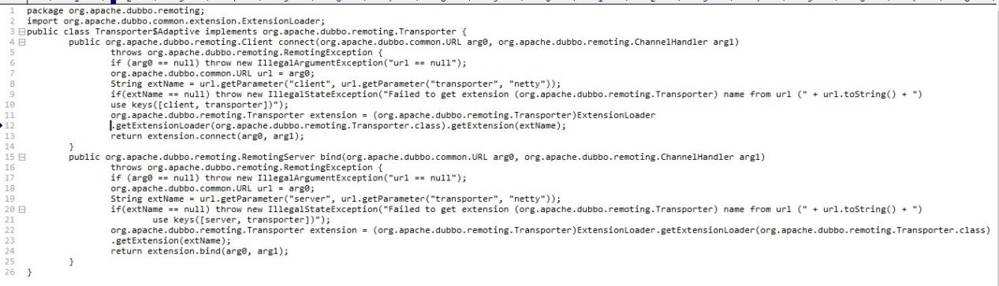 1 package org.apache.dubbo.remoting;
2 import org.apache.dubbo.common.extension.ExtensionLoader;
3 public class Transporter$Adaptive implements org.apache.dubbo.remoting.Transporter {
4 public org.apache.dubbo.remoting.Client connect(org.apache.dubbo.common.URL arg0, org.apache.dubbo.remoting.ChannelHandler arg1)
5 throws org.apache.dubbo.remoting.RemotingException {
6 if (arg0 == null) throw new IllegalArgumentException("url == null");
7 org.apache.dubbo.common.URL url = arg0;
8 String extName = url.getParameter("client", url.getParameter("transporter", "netty"));
9 if(extName == null) throw new IllegalStateException("Failed to get extension (org.apache.dubbo.remoting.Transporter) name from url (" + url.toString() + ")
10 use keys([client, transporter])");
11 org.apache.dubbo.remoting.Transporter extension = (org.apache.dubbo.remoting.Transporter)ExtensionLoader
12 .getExtensionLoader(org.apache.dubbo.remoting.Transporter.class).getExtension(extName);
13 return extension.connect(arg0, arg1);
14 }
15 public org.apache.dubbo.remoting.RemotingServer bind(org.apache.dubbo.common.URL arg0, org.apache.dubbo.remoting.ChannelHandler arg1)
16 throws org.apache.dubbo.remoting.RemotingException {
17 if (arg0 == null) throw new IllegalArgumentException("url == null");
18 org.apache.dubbo.common.URL url = arg0;
19 String extName = url.getParameter("server", url.getParameter("transporter", "netty"));
20 if(extName == null) throw new IllegalStateException("Failed to get extension (org.apache.dubbo.remoting.Transporter) name from url (" + url.toString() + ")
21 use keys([server, transporter])");
22 org.apache.dubbo.remoting.Transporter extension = (org.apache.dubbo.remoting.Transporter)ExtensionLoader.getExtensionLoader(org.apache.dubbo.remoting.Transporter.class)
23 .getExtension(extName);
24 return extension.bind(arg0, arg1);
25 }
26 }